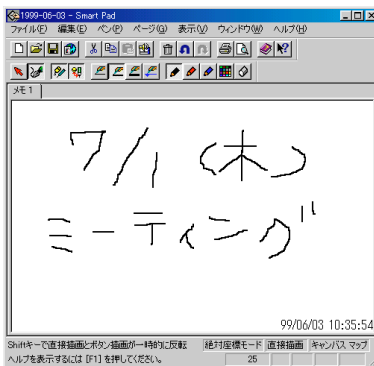 1999-06-03 - Smart Pad
ファイル(F) 編集(E) ペン(P) ページ(G) 表示(V) ウィンドウ(W) ヘルプ(H)
メモ 1
7/1 (木)
ミーティング
99/06/03 10:35:54
Shiftキーで直接描画とボタン描画が一時的に反転 絶対座標モード 直接描画 キャンバス マップ
ヘルプを表示するには [F1] を押してください。 25